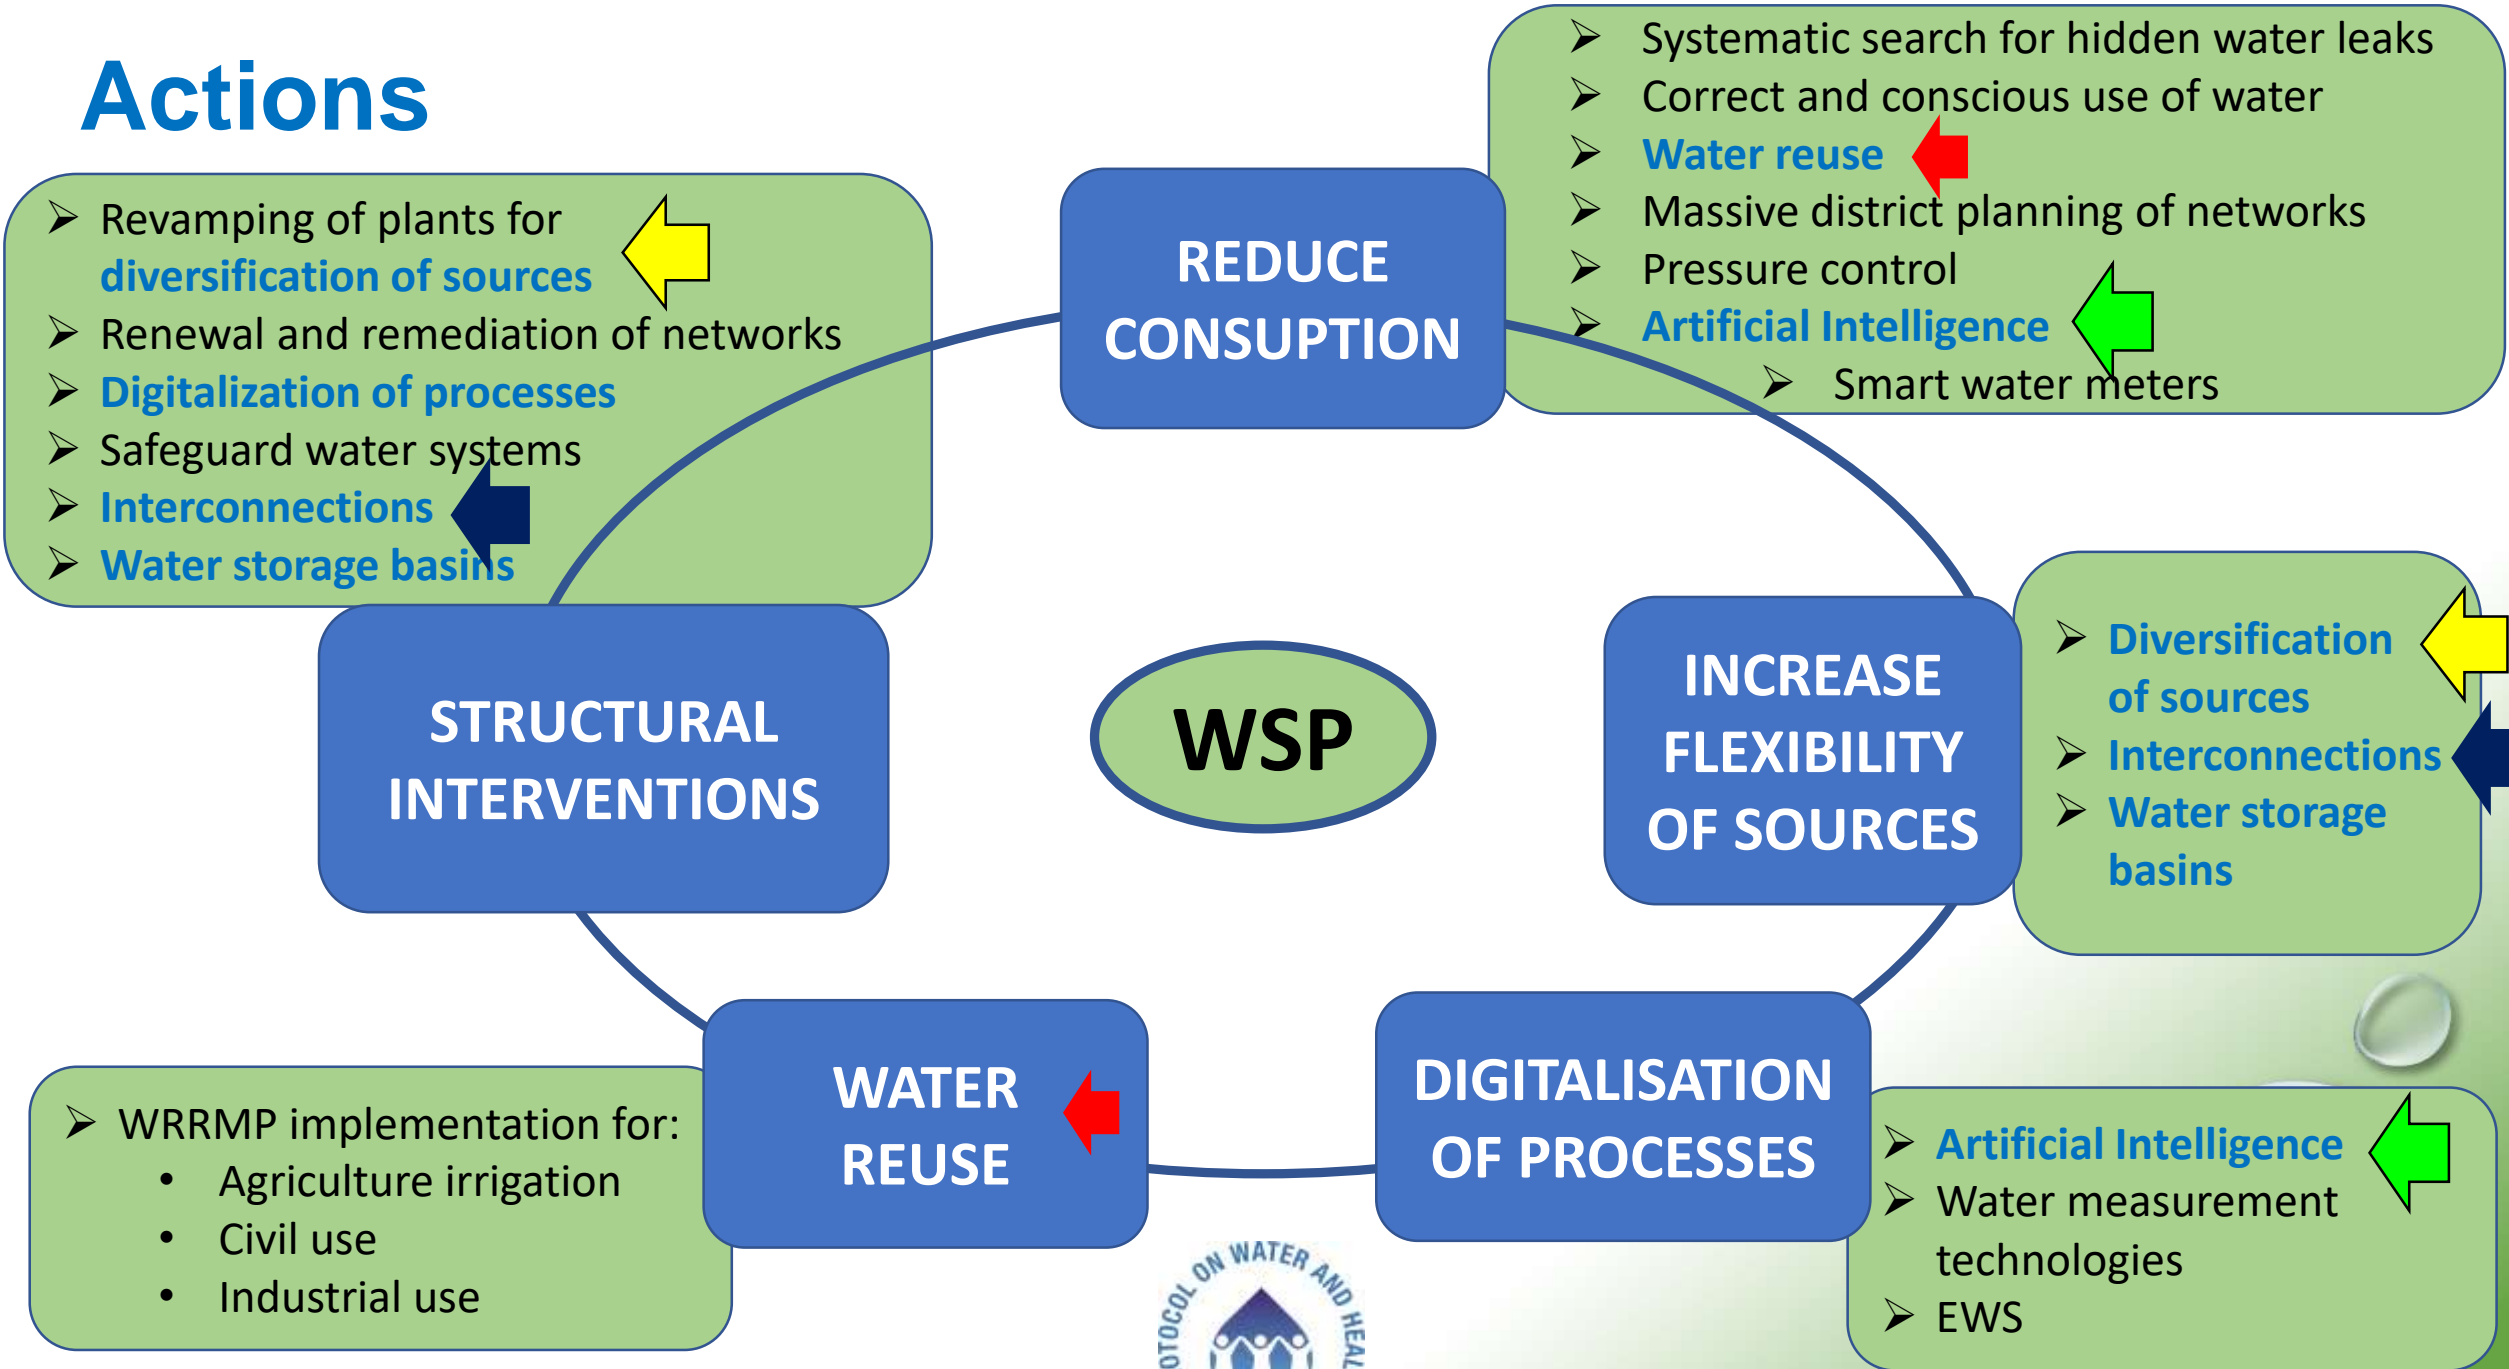 Actions
➢ Revamping of plants for
diversification of sources
➢ Renewal and remediation of networks
➢ Digitalization of processes
➢ Safeguard water systems
➢ Interconnections
➢ Water storage basins
REDUCE
CONSUPTION
➢ Systematic search for hidden water leaks
➢ Correct and conscious use of water
➢ Water reuse
➢ Massive district planning of networks
➢ Pressure control
➢ Artificial Intelligence
➢ Smart water meters
STRUCTURAL
INTERVENTIONS
WSP
INCREASE
FLEXIBILITY
OF SOURCES
➢ Diversification
of sources
➢ Interconnections
➢ Water storage
basins
➢ WRRMP implementation for:
• Agriculture irrigation
• Civil use
• Industrial use
WATER
REUSE
DIGITALISATION
OF PROCESSES
➢ Artificial Intelligence
➢ Water measurement
technologies
➢ EWS
ON WATER AND